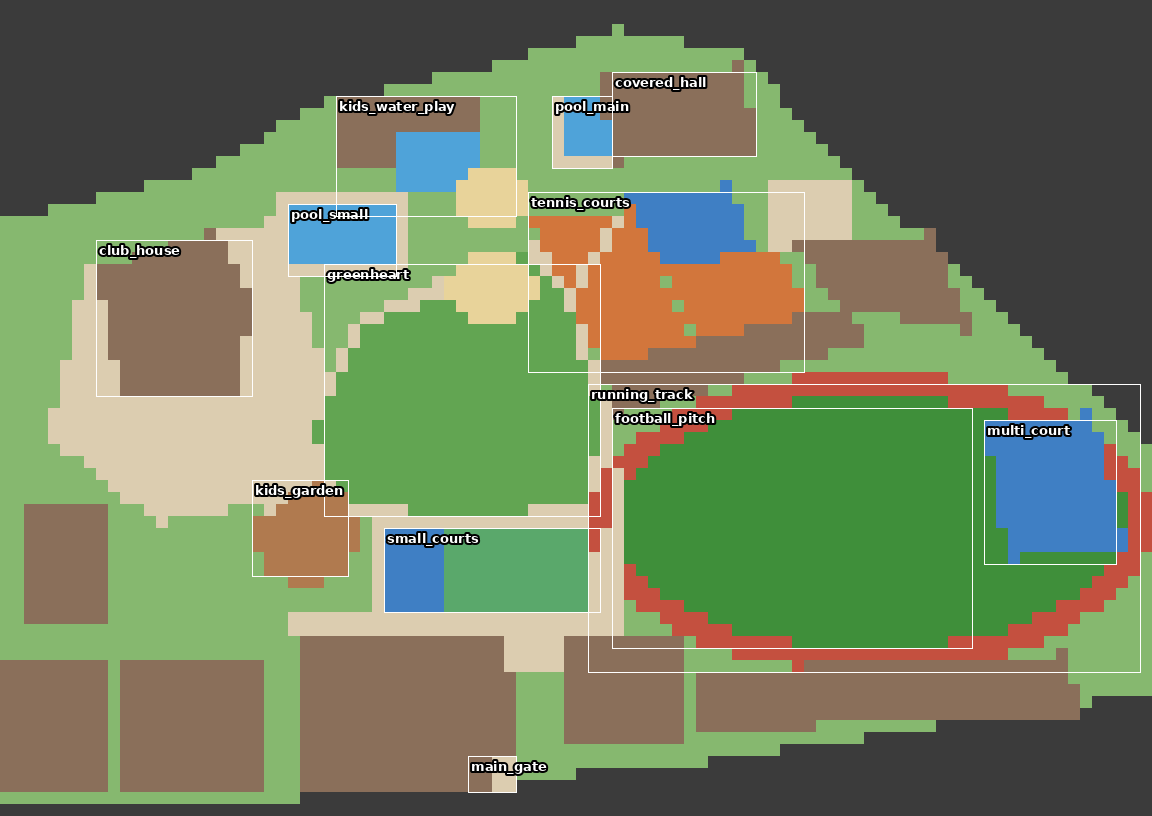 covered_hall
kids_water_play
pool_main
tennis_courts
pool_small
club_house
greenheart
running_track
football_pitch
multi_court
kids_garden
small_courts
main_gate